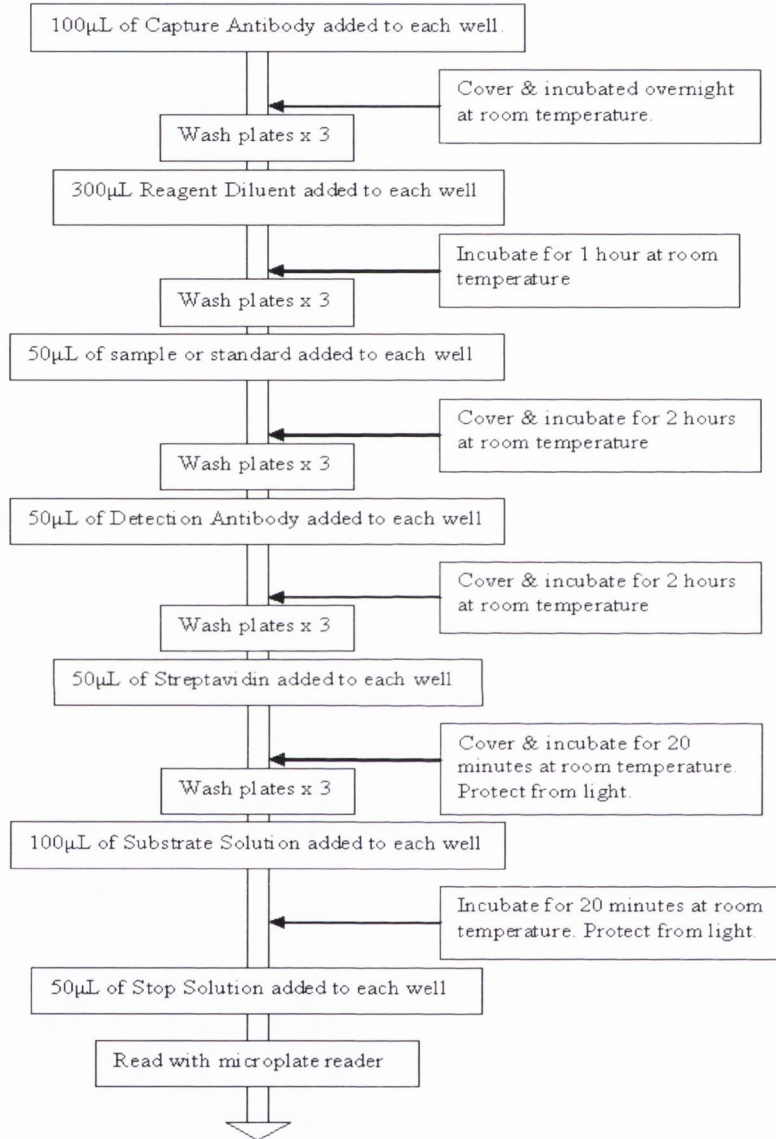 100µL of Capture Antibody added to each well.
Cover & incubated overnight
at room temperature.
Wash plates x 3
300µL Reagent Diluent added to each well
Incubate for 1 hour at room
temperature
Wash plates x 3
50µL of sample or standard added to each well
Cover & incubate for 2 hours
at room temperature
Wash plates x 3
50µL of Detection Antibody added to each well
Cover & incubate for 2 hours
at room temperature
Wash plates x 3
50µL of Streptavidin added to each well
Cover & incubate for 20
minutes at room temperature.
Protect from light.
Wash plates x 3
100µL of Substrate Solution added to each well
Incubate for 20 minutes at room
temperature. Protect from light.
50µL of Stop Solution added to each well
Read with microplate reader